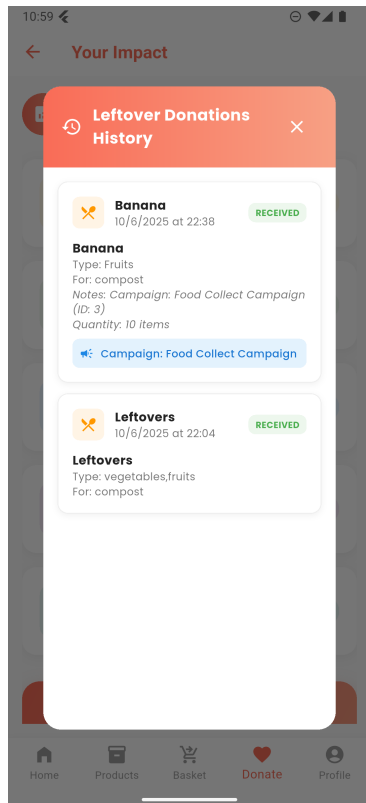 10:59
Your Impact
Leftover Donations
History
Banana
10/6/2025 at 22:38
RECEIVED
Banana
Type: Fruits
For: compost
Notes: Campaign: Food Collect Campaign
(ID: 3)
Quantity: 10 items
Campaign: Food Collect Campaign
Leftovers
10/6/2025 at 22:04
RECEIVED
Leftovers
Type: vegetables,fruits
For: compost
Home
Products
Basket
Donate
Profile